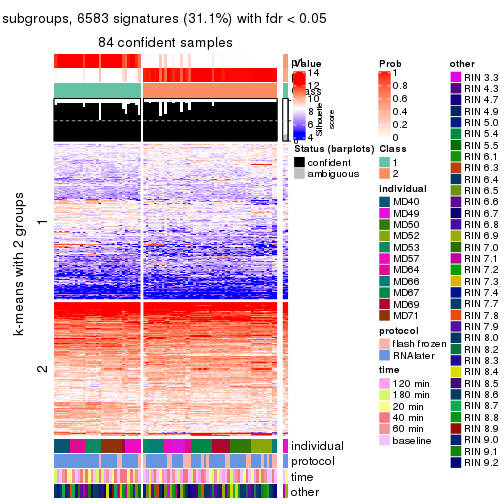 subgroups, 6583 signatures (31.1%) with fdr < 0.05
84 confident samples
k-means with 2 groups
1
2
individual
protocol
time
other
Value
14
12
10
8
6
4
Silhouette
score
Status (barplots)
confident
ambiguous
Prob
1
0.8
0.6
0.4
0.2
0
Class
1
2
individual
MD40
MD49
MD50
MD52
MD53
MD57
MD64
MD66
MD67
MD69
MD71
protocol
flash frozen
RNAlater
time
120 min
180 min
20 min
40 min
60 min
baseline
other
RIN 3.3
RIN 4.3
RIN 4.7
RIN 4.9
RIN 5.0
RIN 5.4
RIN 5.5
RIN 6.1
RIN 6.3
RIN 6.4
RIN 6.5
RIN 6.6
RIN 6.7
RIN 6.8
RIN 6.9
RIN 7.0
RIN 7.1
RIN 7.2
RIN 7.3
RIN 7.4
RIN 7.7
RIN 7.8
RIN 7.9
RIN 8.0
RIN 8.2
RIN 8.3
RIN 8.4
RIN 8.5
RIN 8.6
RIN 8.7
RIN 8.8
RIN 8.9
RIN 9.0
RIN 9.1
RIN 9.2